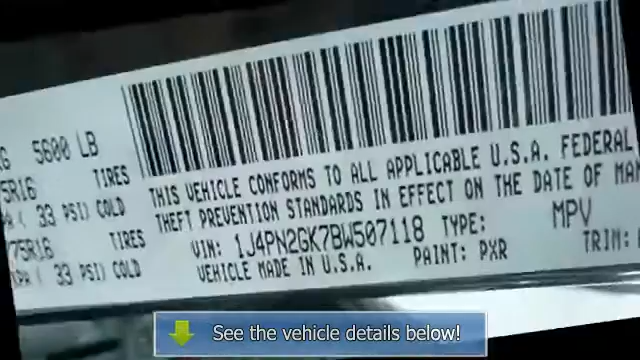 5600 LB
TIRES
33 PSI) COLD
THIS VEHICLE CONFORMS TO ALL APPLICABLE U.S.A. FEDERAL
THEFT PREVENTION STANDARDS IN EFFECT ON THE DATE OF MAN
75R16 TIRES
33 PSI) COLD
VIN: 1J4PN2GK7BW507118 TYPE: MPV
VEHICLE MADE IN U.S.A. PAINT: PXR TRIM:
See the vehicle details below!